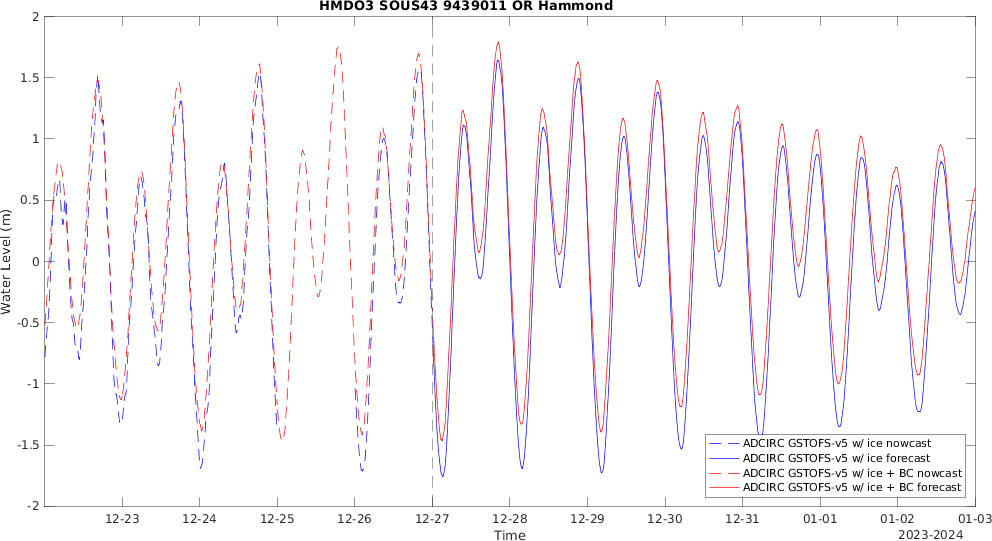 HMDO3 SOUS43 9439011 OR Hammond
Water Level (m)
2
1.5
1
0.5
0
-0.5
-1
-1.5
-2
ADCIRC GSTOFS-v5 w/ ice nowcast
ADCIRC GSTOFS-v5 w/ ice forecast
ADCIRC GSTOFS-v5 w/ ice + BC nowcast
ADCIRC GSTOFS-v5 w/ ice + BC forecast
12-23 12-24 12-25 12-26 12-27 12-28 12-29 12-30 12-31 01-01 01-02 01-03
Time
2023-2024